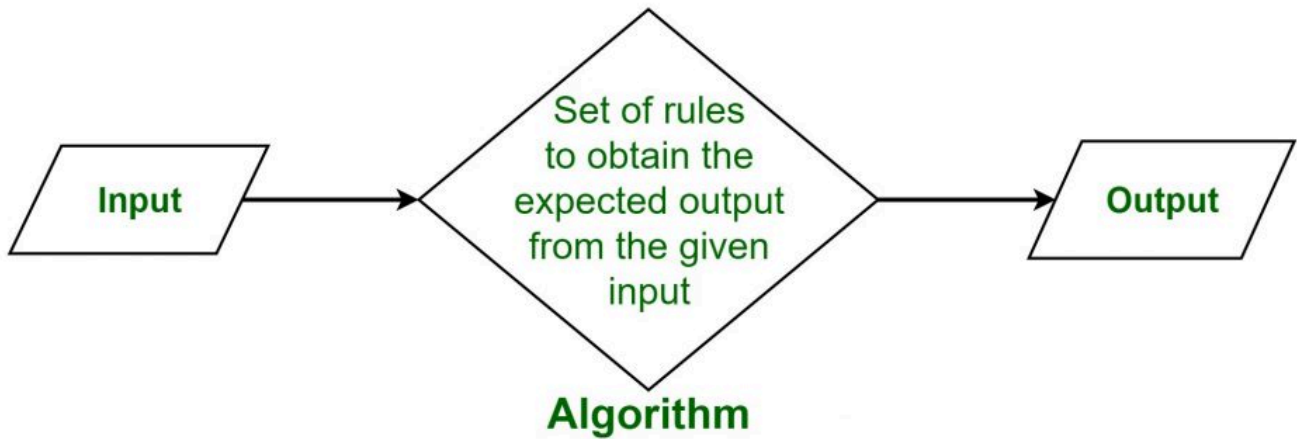 Input
Set of rules
to obtain the
expected output
from the given
input
Output
Algorithm